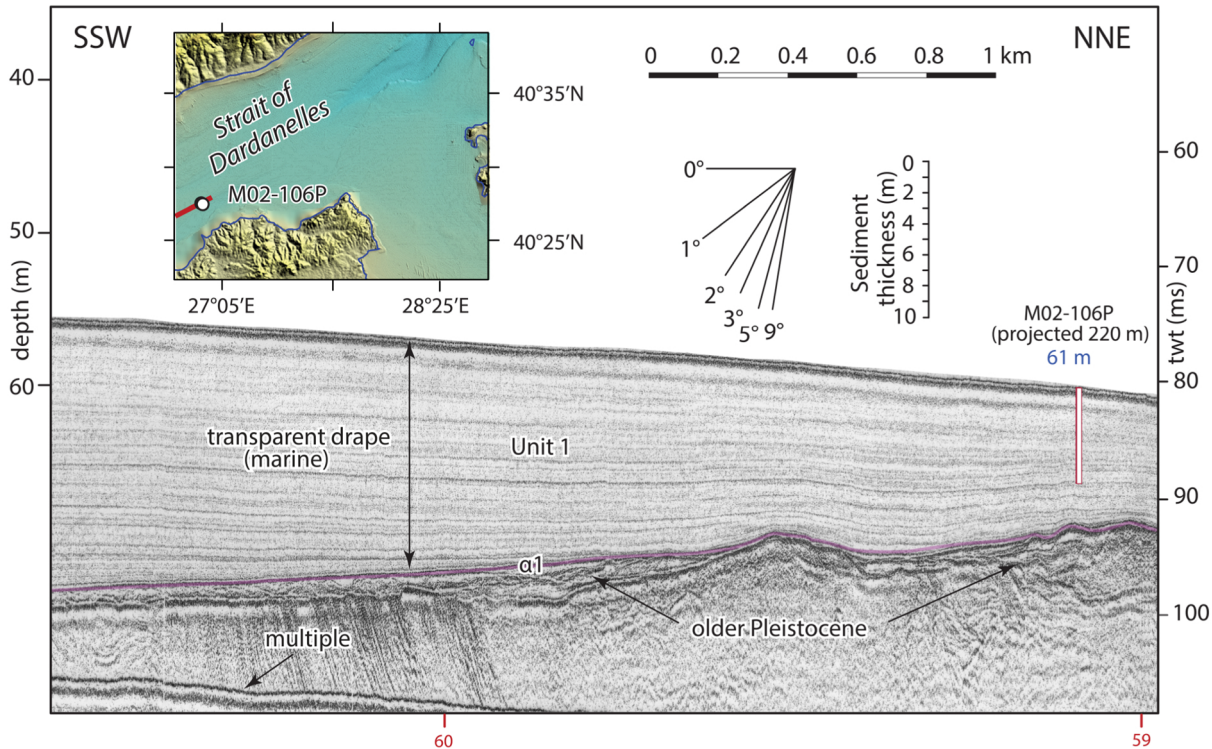 SSW
NNE
0 0.2 0.4 0.6 0.8 1 km
Strait of
Dardanelles
M02-106P
40°35′N
40°25′N
27°05′E 28°25′E
40
50
60
depth (m)
0°
1°
2°
3°
5°
9°
Sediment
thickness (m)
0
2
4
6
8
10
60
70
80
90
100
twt (ms)
M02-106P
(projected 220 m)
61 m
transparent drape
(marine)
Unit 1
α1
older Pleistocene
multiple
60
59